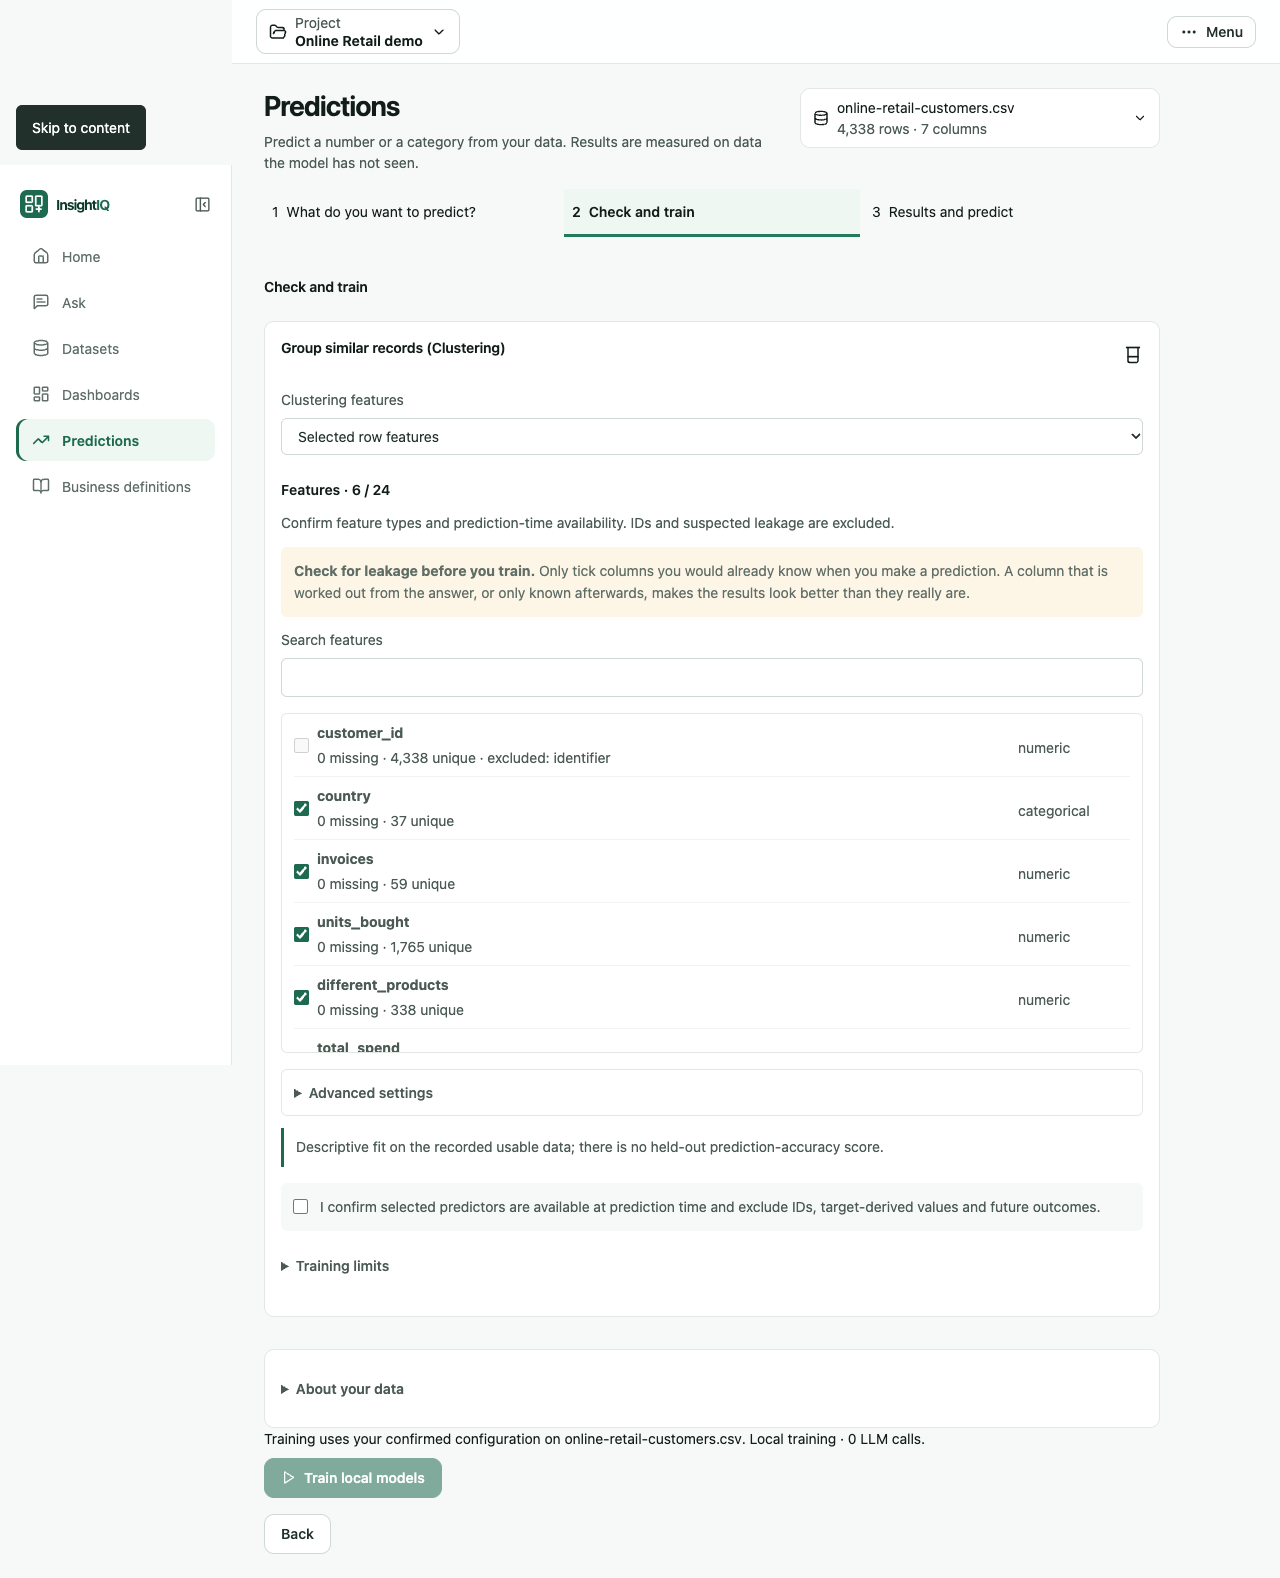 Project
Online Retail demo
Menu
Skip to content
InsightIQ
Home
Ask
Datasets
Dashboards
Predictions
Business definitions
Predictions
Predict a number or a category from your data. Results are measured on data
the model has not seen.
online-retail-customers.csv
4,338 rows · 7 columns
1 What do you want to predict?
2 Check and train
3 Results and predict
Check and train
Group similar records (Clustering)
Clustering features
Selected row features
Features · 6 / 24
Confirm feature types and prediction-time availability. IDs and suspected leakage are excluded.
Check for leakage before you train. Only tick columns you would already know when you make a prediction. A column that is
worked out from the answer, or only known afterwards, makes the results look better than they really are.
Search features
customer_id
0 missing · 4,338 unique · excluded: identifier
numeric
country
0 missing · 37 unique
categorical
invoices
0 missing · 59 unique
numeric
units_bought
0 missing · 1,765 unique
numeric
different_products
0 missing · 338 unique
numeric
total_spend
Advanced settings
Descriptive fit on the recorded usable data; there is no held-out prediction-accuracy score.
I confirm selected predictors are available at prediction time and exclude IDs, target-derived values and future outcomes.
Training limits
About your data
Training uses your confirmed configuration on online-retail-customers.csv. Local training · 0 LLM calls.
Train local models
Back